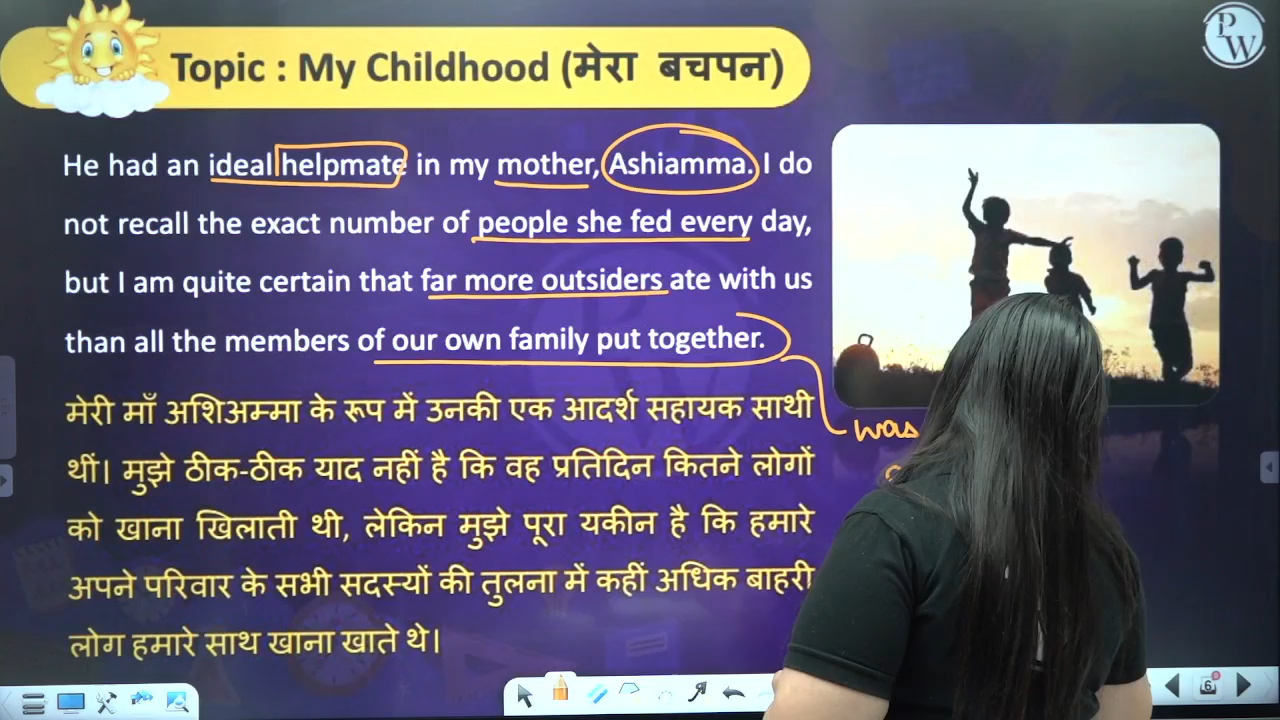 Topic : My Childhood (मेरा बचपन)
PW
He had an ideal helpmate in my mother, Ashiamma. I do
not recall the exact number of people she fed every day,
but I am quite certain that far more outsiders ate with us
than all the members of our own family put together.
was
मेरी माँ अशिअम्मा के रूप में उनकी एक आदर्श सहायक साथी
थीं। मुझे ठीक-ठीक याद नहीं है कि वह प्रतिदिन कितने लोगों
को खाना खिलाती थी, लेकिन मुझे पूरा यकीन है कि हमारे
अपने परिवार के सभी सदस्यों की तुलना में कहीं अधिक बाहरी
लोग हमारे साथ खाना खाते थे।